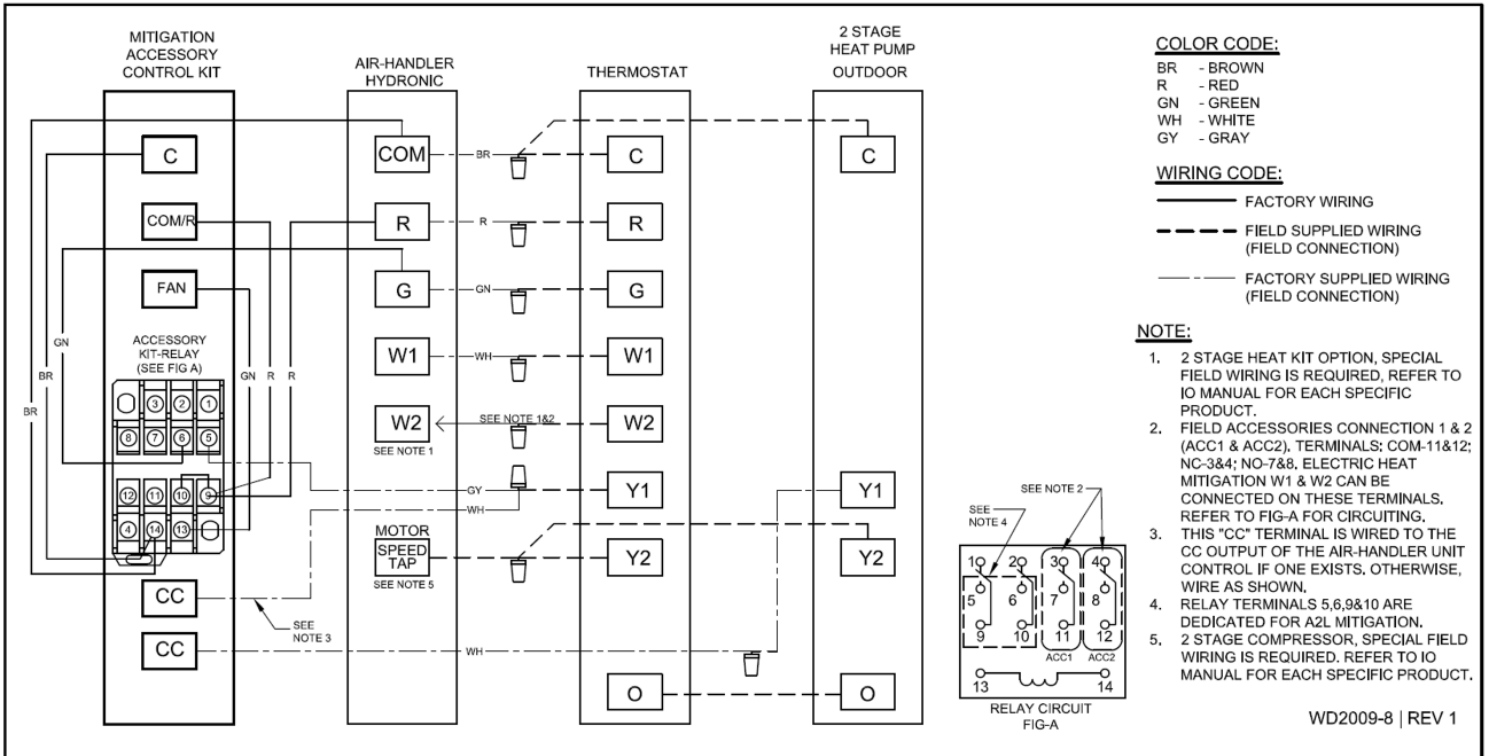 MITIGATION
ACCESSORY
CONTROL KIT
C
COM/R
FAN
ACCESSORY
KIT-RELAY
(SEE FIG A)
3 2 1
8 7 6 5
12 11 10 9
4 14 13
CC
CC
BR
BR
GN
GN
R
R
SEE
NOTE 3
AIR-HANDLER
HYDRONIC
COM
R
G
W1
W2
SEE NOTE 1
MOTOR
SPEED
TAP
SEE NOTE 5
BR
R
GN
WH
SEE NOTE 1&2
GY
WH
WH
THERMOSTAT
C
R
G
W1
W2
Y1
Y2
O
2 STAGE
HEAT PUMP
OUTDOOR
C
Y1
Y2
O
COLOR CODE:
BR - BROWN
R - RED
GN - GREEN
WH - WHITE
GY - GRAY
WIRING CODE:
FACTORY WIRING
FIELD SUPPLIED WIRING
(FIELD CONNECTION)
FACTORY SUPPLIED WIRING
(FIELD CONNECTION)
NOTE:
1. 2 STAGE HEAT KIT OPTION, SPECIAL
FIELD WIRING IS REQUIRED, REFER TO
IO MANUAL FOR EACH SPECIFIC
PRODUCT.
2. FIELD ACCESSORIES CONNECTION 1 & 2
(ACC1 & ACC2), TERMINALS: COM-11&12;
NC-3&4; NO-7&8. ELECTRIC HEAT
MITIGATION W1 & W2 CAN BE
CONNECTED ON THESE TERMINALS.
REFER TO FIG-A FOR CIRCUITING.
3. THIS "CC" TERMINAL IS WIRED TO THE
CC OUTPUT OF THE AIR-HANDLER UNIT
CONTROL IF ONE EXISTS. OTHERWISE,
WIRE AS SHOWN.
4. RELAY TERMINALS 5,6,9&10 ARE
DEDICATED FOR A2L MITIGATION.
5. 2 STAGE COMPRESSOR, SPECIAL FIELD
WIRING IS REQUIRED. REFER TO IO
MANUAL FOR EACH SPECIFIC PRODUCT.
SEE NOTE 2
SEE
NOTE 4
1 2 3 4
5 6 7 8
9 10 11 12
ACC1 ACC2
13 14
RELAY CIRCUIT
FIG-A
WD2009-8 | REV 1